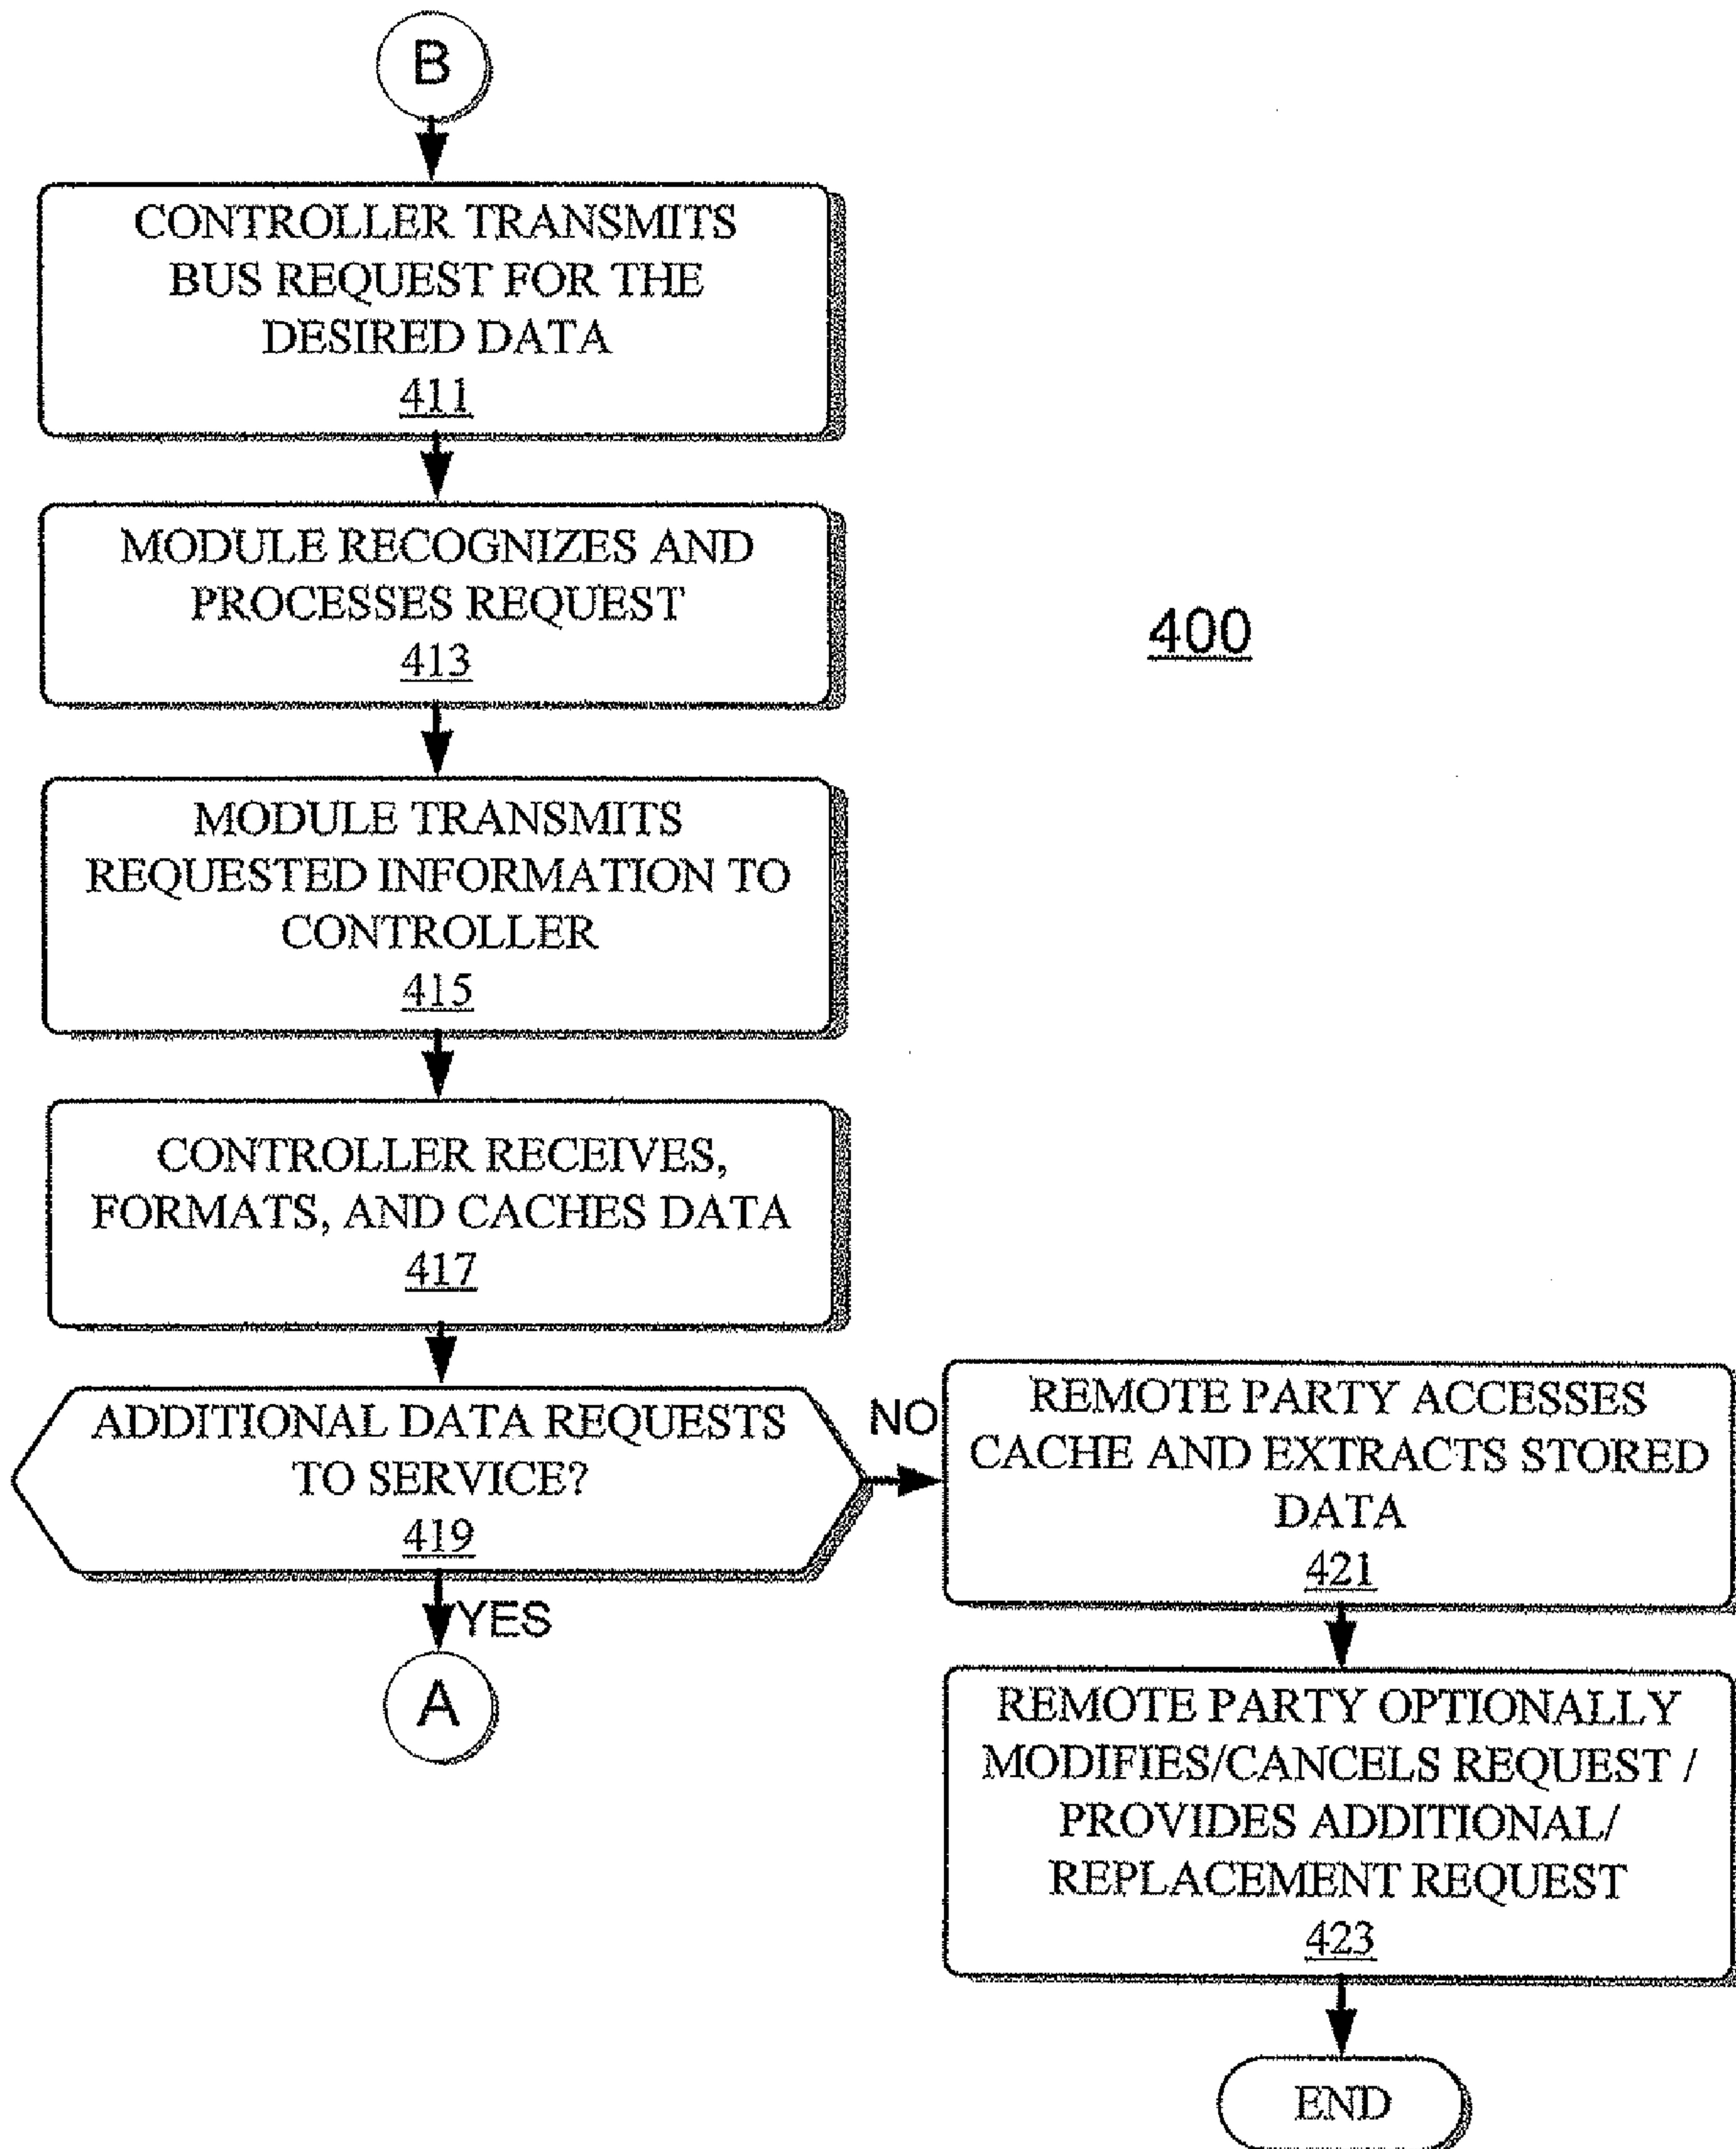 B
CONTROLLER TRANSMITS
BUS REQUEST FOR THE
DESIRED DATA
411
MODULE RECOGNIZES AND
PROCESSES REQUEST
413
400
MODULE TRANSMITS
REQUESTED INFORMATION TO
CONTROLLER
415
CONTROLLER RECEIVES,
FORMATS, AND CACHES DATA
417
ADDITIONAL DATA REQUESTS
TO SERVICE?
419
NO
YES
A
REMOTE PARTY ACCESSES
CACHE AND EXTRACTS STORED
DATA
421
REMOTE PARTY OPTIONALLY
MODIFIES/CANCELS REQUEST /
PROVIDES ADDITIONAL/
REPLACEMENT REQUEST
423
END